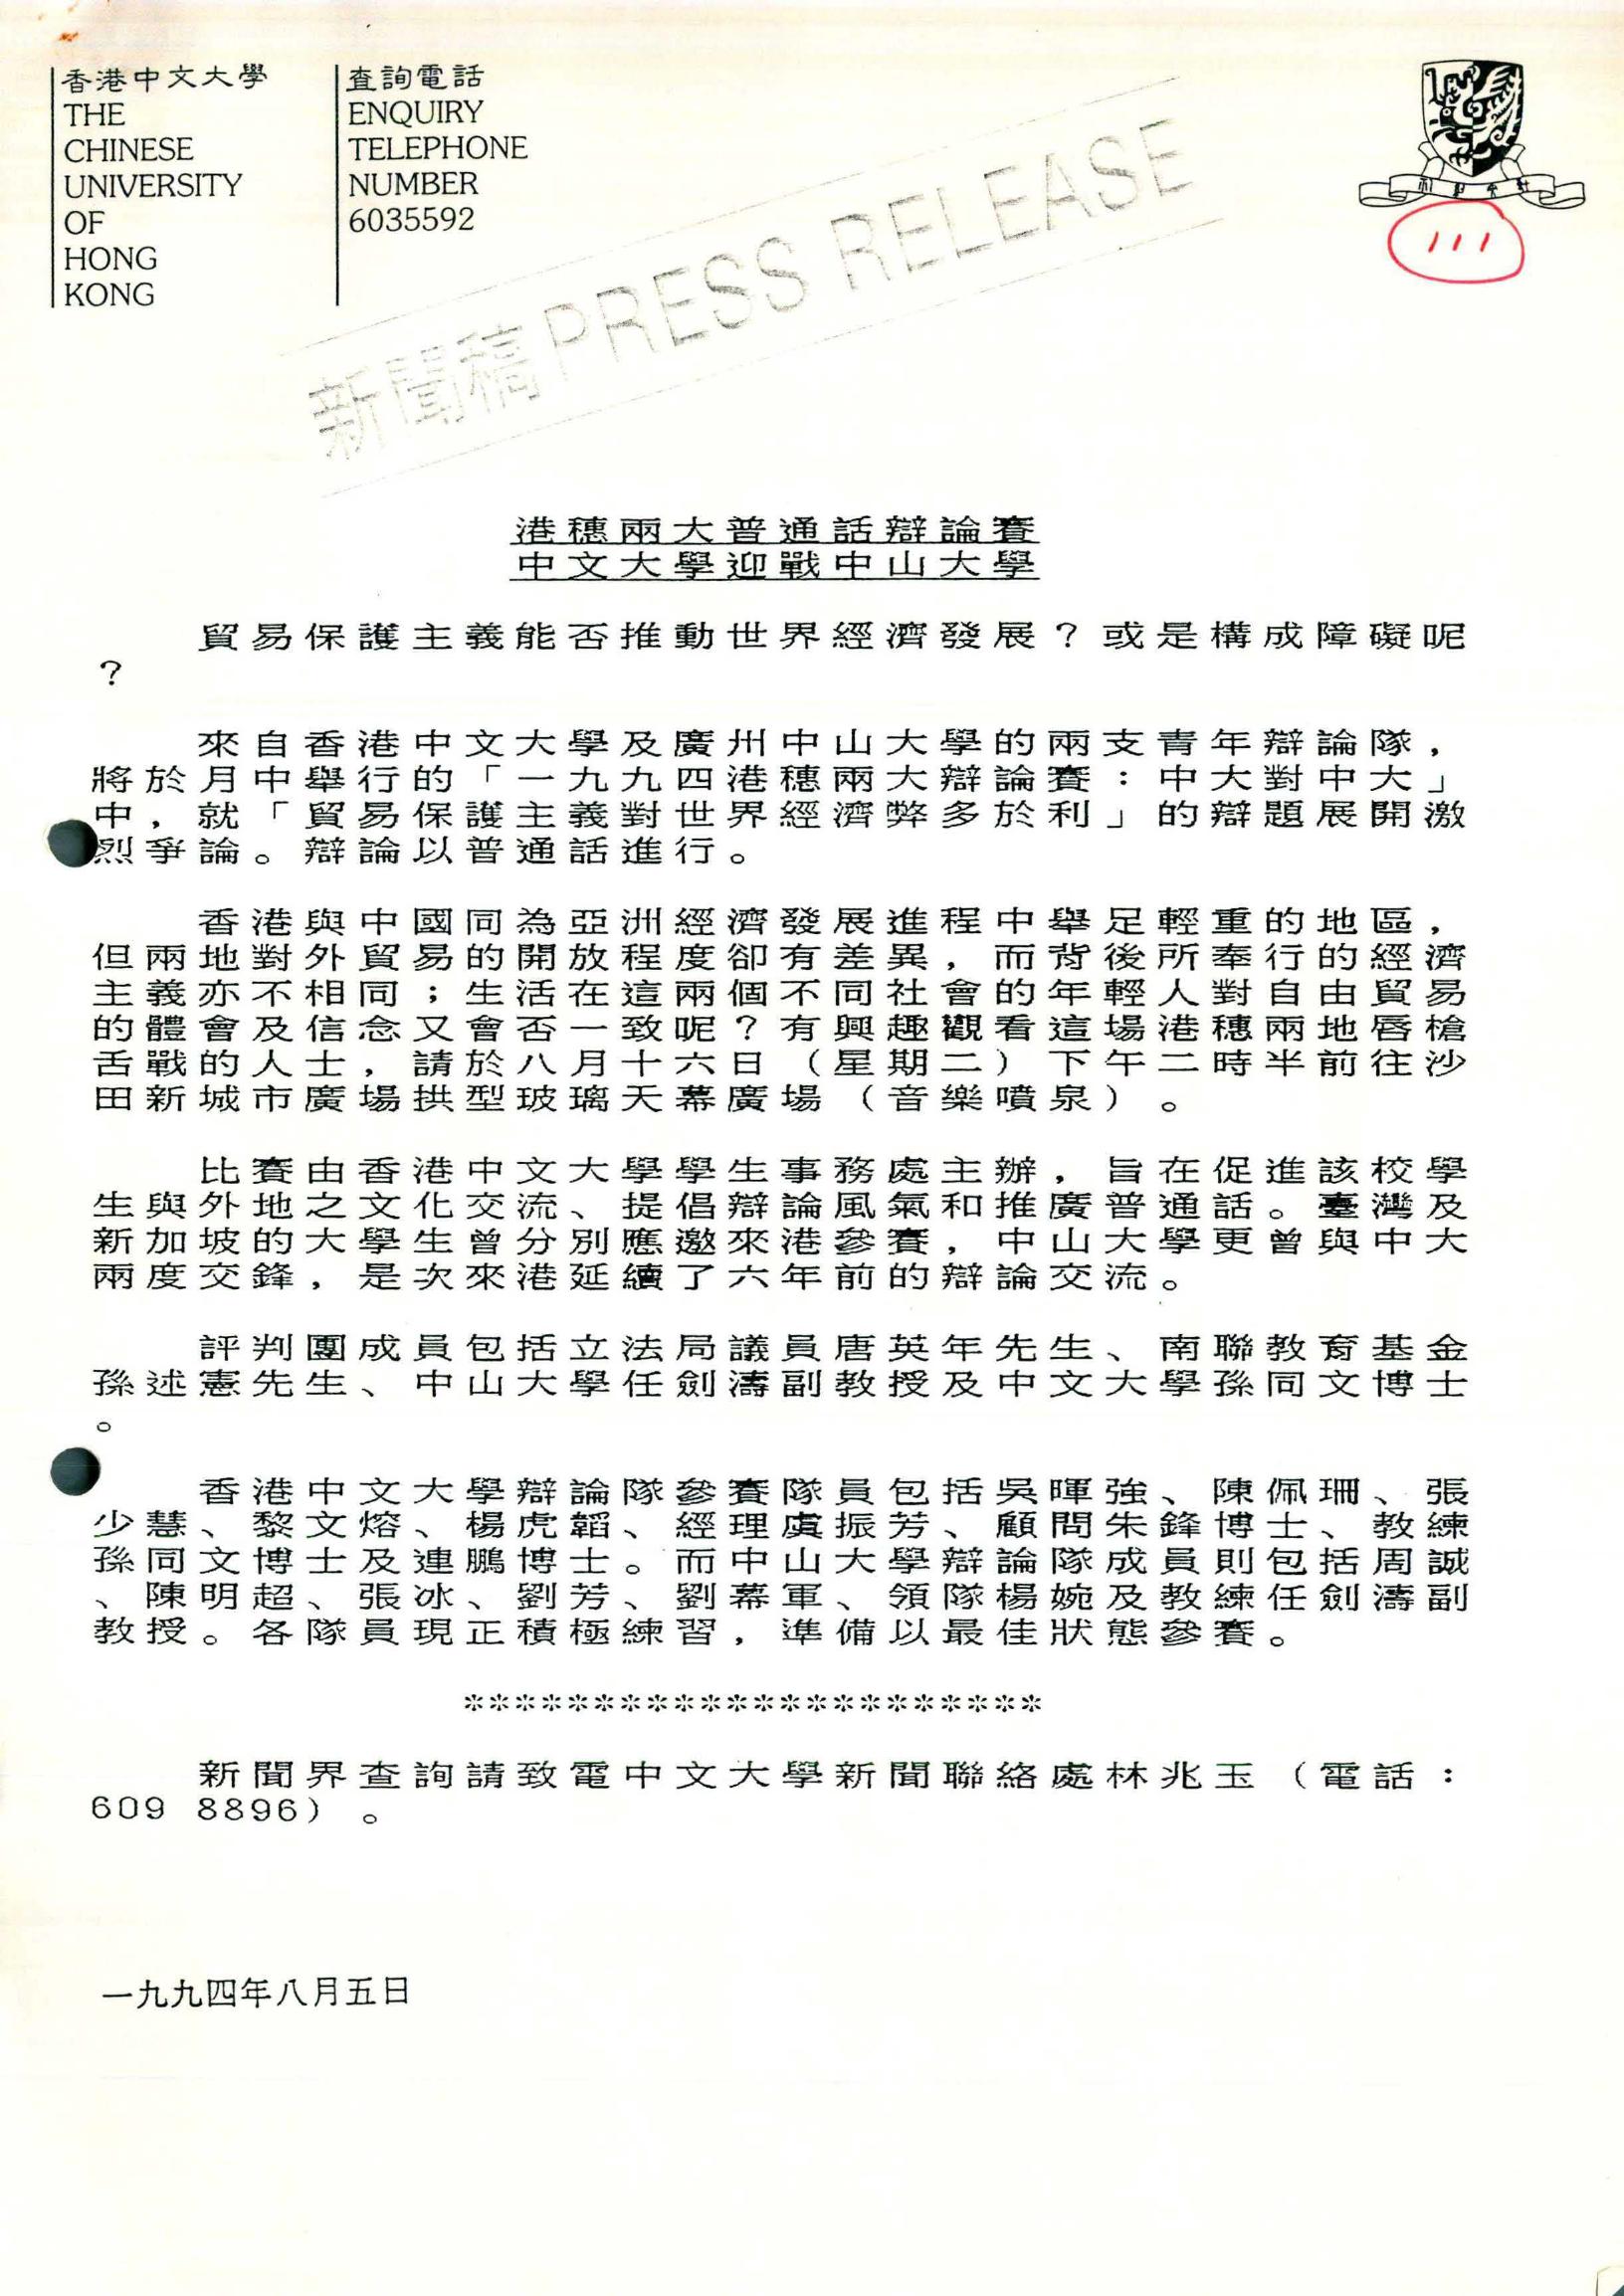 香港中文大學
THE
CHINESE
UNIVERSITY
OF
HONG
KONG
查詢電話
ENQUIRY
TELEPHONE
NUMBER
6035592
新聞稿 PRESS RELEASE
111
港穗兩大普通話辯論賽
中文大學迎戰中山大學
貿易保護主義能否推動世界經濟發展？或是構成障礙呢
？
來自香港中文大學及廣州中山大學的兩支青年辯論隊，
將於月中舉行的「一九九四港穗兩大辯論賽：中大對中大」
中，就「貿易保護主義對世界經濟弊多於利」的辯題展開激
烈爭論。辯論以普通話進行。
香港與中國同為亞洲經濟發展進程中舉足輕重的地區，
但兩地對外貿易的開放程度卻有差異，而背後所奉行的經濟
主義亦不相同；生活在這兩個不同社會的年輕人對自由貿易
的體會及信念又會否一致呢？有興趣觀看這場港穗兩地唇槍
舌戰的人士，請於八月十六日（星期二）下午二時半前往沙
田新城市廣場拱型玻璃天幕廣場（音樂噴泉）。
比賽由香港中文大學學生事務處主辦，旨在促進該校學
生與外地之文化交流、提倡辯論風氣和推廣普通話。臺灣及
新加坡的大學生曾分別應邀來港參賽，中山大學更曾與中大
兩度交鋒，是次來港延續了六年前的辯論交流。
評判團成員包括立法局議員唐英年先生、南聯教育基金
孫述憲先生、中山大學任劍濤副教授及中文大學孫同文博士
。
香港中文大學辯論隊參賽隊員包括吳暉強、陳佩珊、張
少慧、黎文熔、楊虎韜、經理虞振芳、顧問朱鋒博士、教練
孫同文博士及連鵬博士。而中山大學辯論隊成員則包括周誠
、陳明超、張冰、劉芳、劉幕軍、領隊楊婉及教練任劍濤副
教授。各隊員現正積極練習，準備以最佳狀態參賽。
**********************
新聞界查詢請致電中文大學新聞聯絡處林兆玉（電話：
609 8896）。
一九九四年八月五日